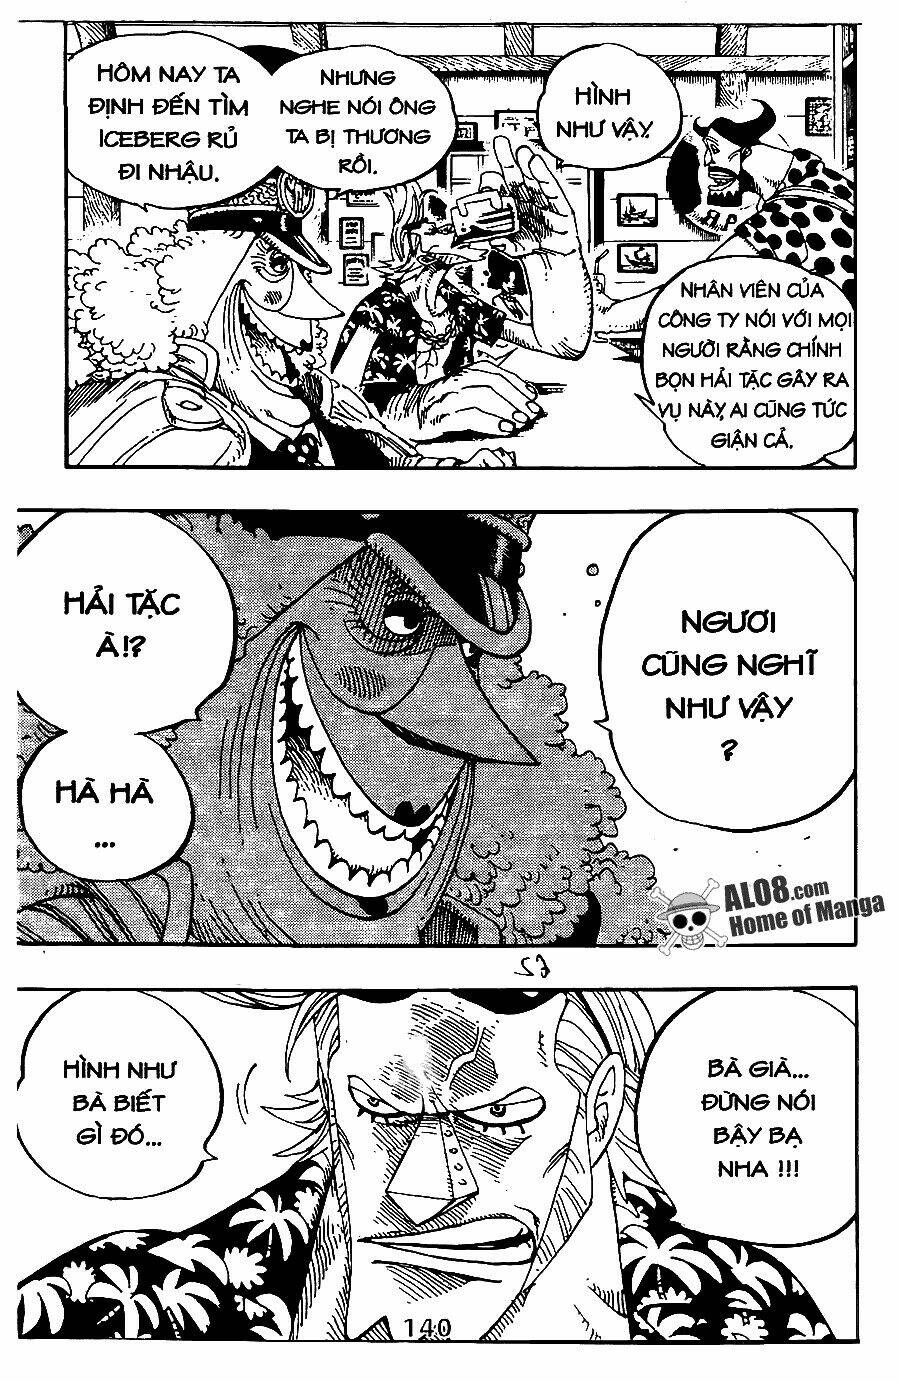 HÔM NAY TA
ĐỊNH ĐẾN TÌM
ICEBERG RỦ
ĐI NHẬU.
NHƯNG
NGHE NÓI ÔNG
TA BỊ THƯƠNG
RỒI.
HÌNH
NHƯ VẬY.
NHÂN VIÊN CỦA
CÔNG TY NÓI VỚI MỌI
NGƯỜI RẰNG CHÍNH
BỌN HẢI TẶC GÂY RA
VỤ NÀY, AI CŨNG TỨC
GIẬN CẢ.
HẢI TẶC
À!?
HÀ HÀ
...
NGƯƠI
CŨNG NGHĨ
NHƯ VẬY
?
ALO8.com
Home of Manga
HÌNH NHƯ
BÀ BIẾT
GÌ ĐÓ...
BÀ GIÀ...
ĐỪNG NÓI
BẬY BẠ
NHA !!!
140